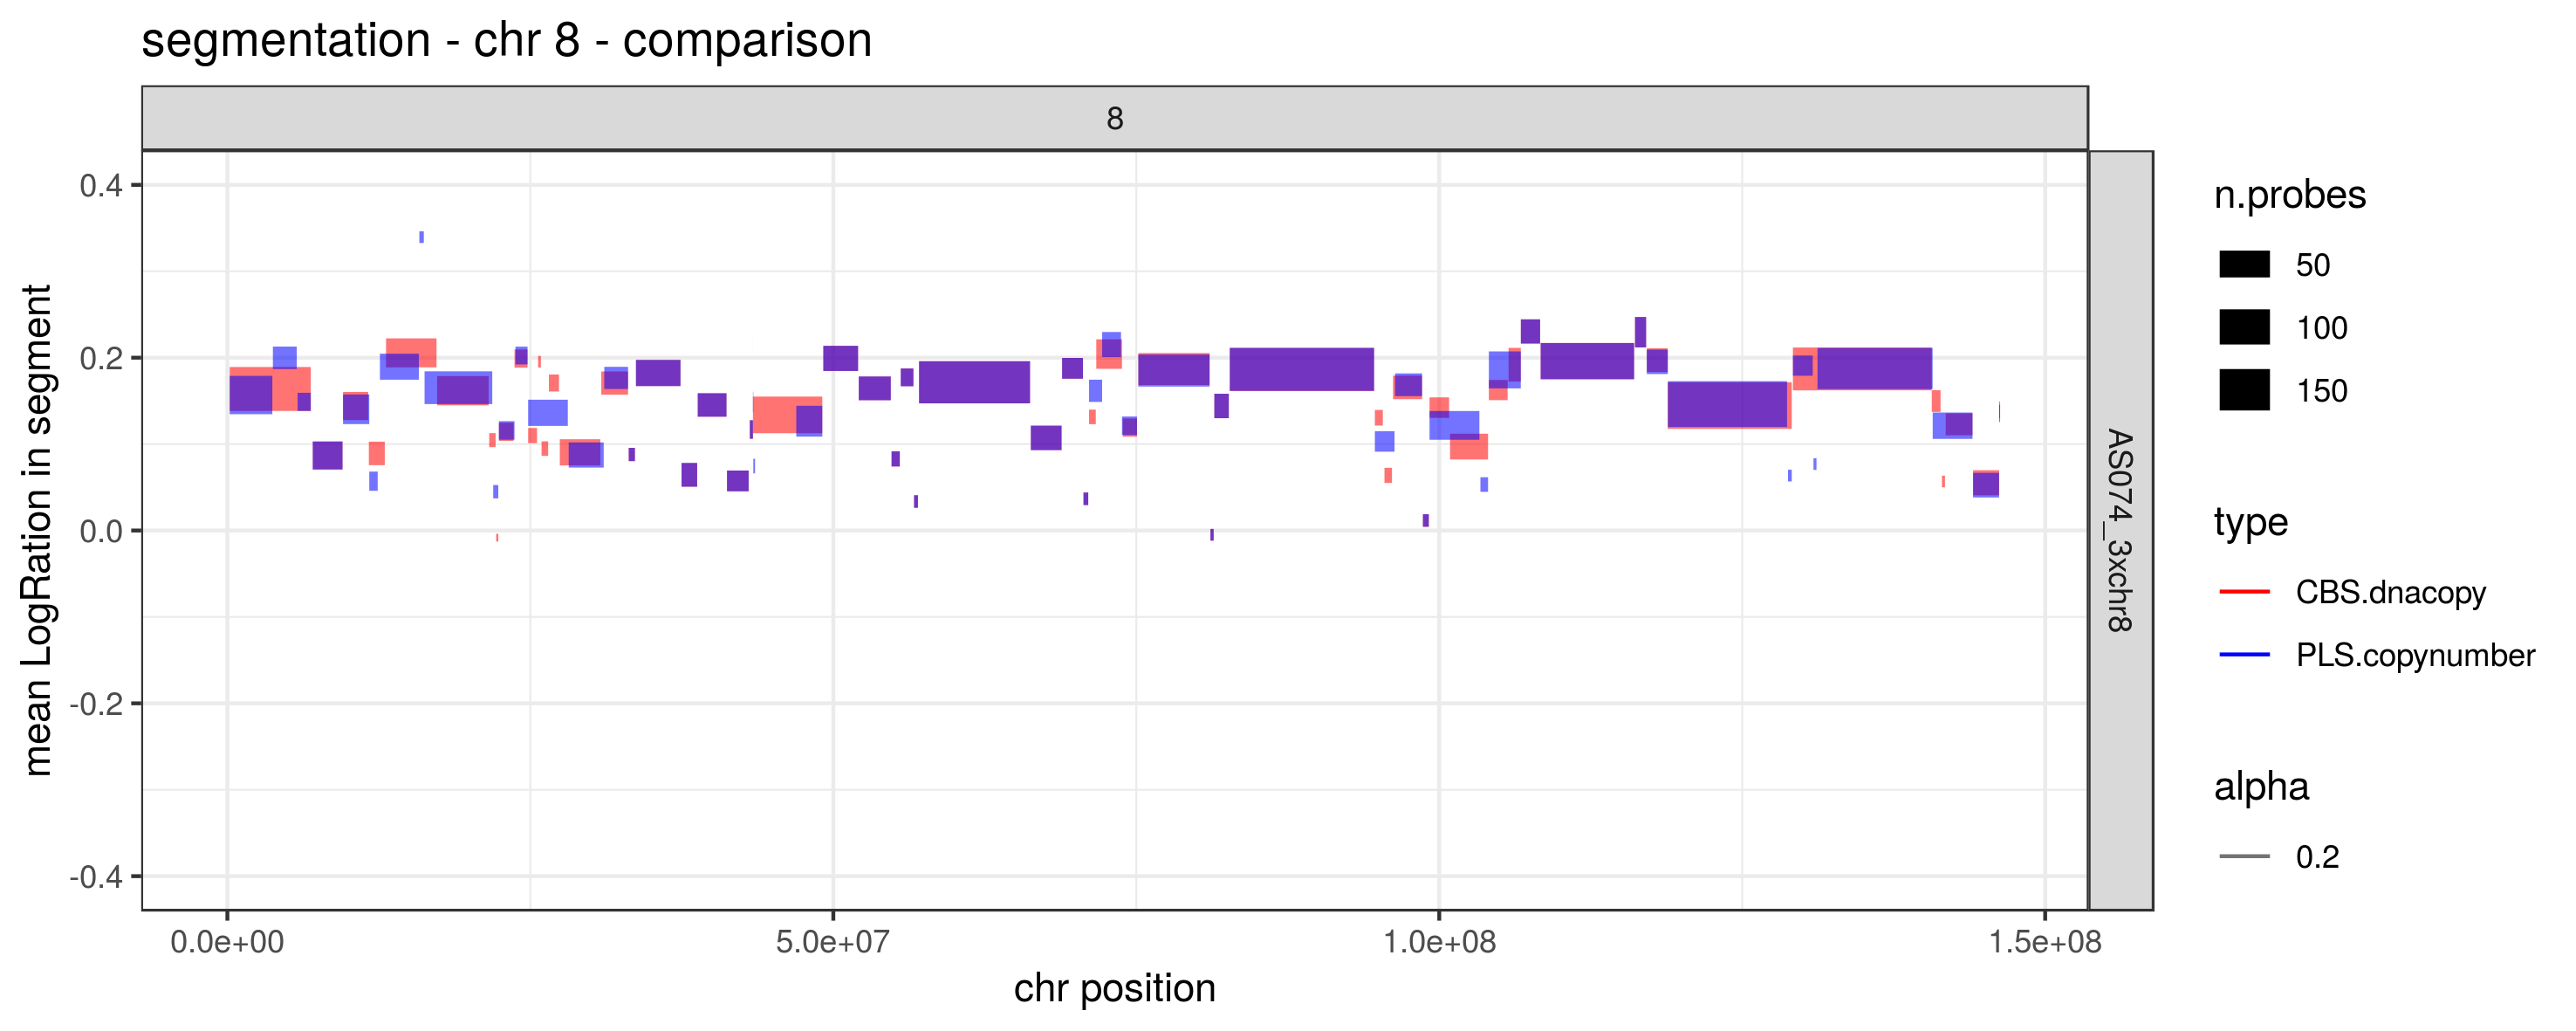 segmentation - chr 8 - comparison
8
0.4
0.2
0.0
-0.2
-0.4
mean LogRation in segment
0.0e+00
5.0e+07
1.0e+08
1.5e+08
chr position
AS074_3xchr8
n.probes
50
100
150
type
CBS.dnacopy
PLS.copynumber
alpha
0.2